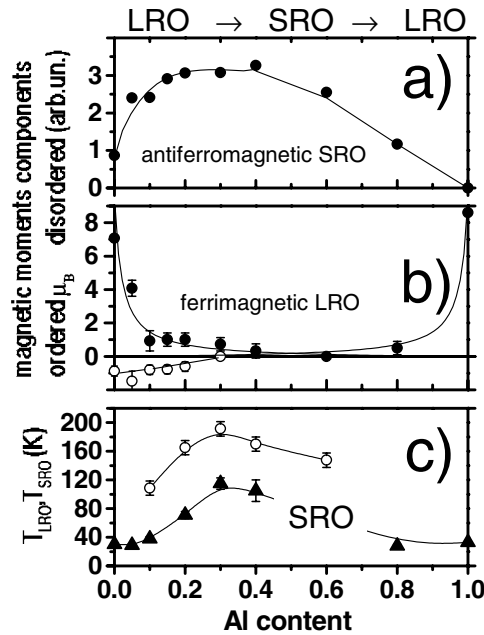 LRO → SRO → LRO
magnetic moments components
ordered μB disordered (arb.un.)
a)
3
2
1
0
antiferromagnetic SRO
b)
8
6
4
2
0
ferrimagnetic LRO
c)
TLRO,TSRO(K)
200
160
120
80
40
0
SRO
0.0 0.2 0.4 0.6 0.8 1.0
Al content